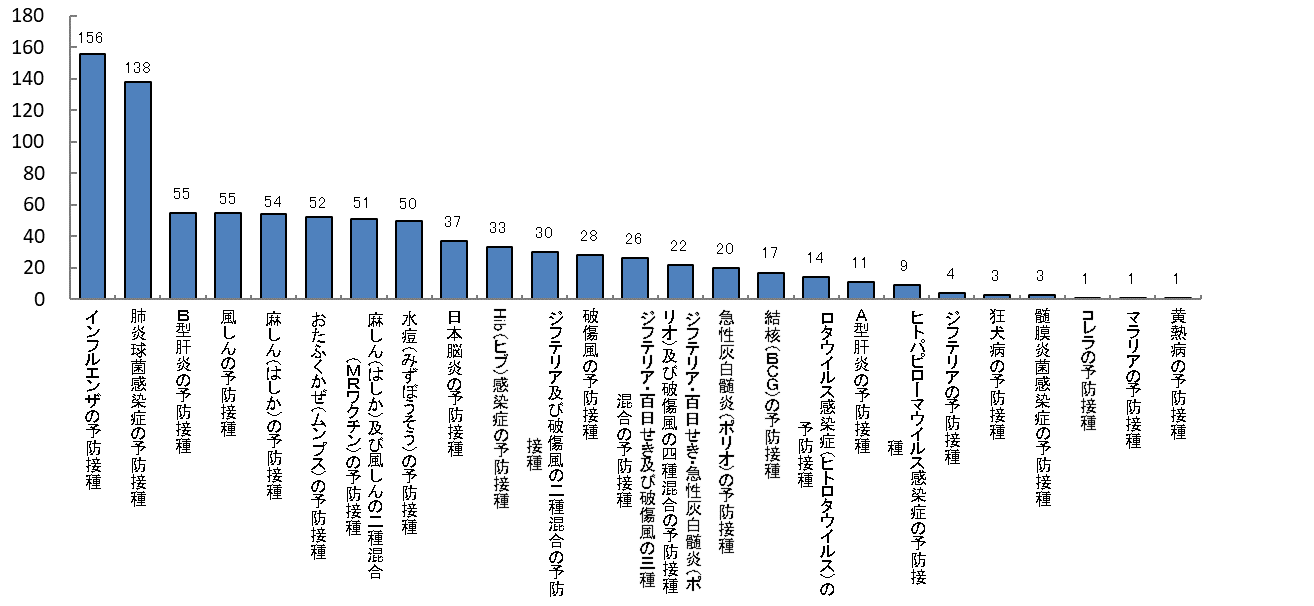 180
160
140
120
100
80
60
40
20
0
156
138
55
55
54
52
51
50
37
33
30
28
26
22
20
17
14
11
9
4
3
3
1
1
1
インフルエンザの予防接種
肺炎球菌感染症の予防接種
B型肝炎の予防接種
風しんの予防接種
麻しん(はしか)の予防接種
おたふくかぜ(ムンプス)の予防接種
麻しん(はしか)及び風しんの二種混合
(MRワクチン)の予防接種
水痘(みずぼうそう)の予防接種
日本脳炎の予防接種
Hib(ヒブ)感染症の予防接種
ジフテリア及び破傷風の二種混合の予防
接種
破傷風の予防接種
ジフテリア・百日せき及び破傷風の三種
混合の予防接種
ジフテリア・百日せき・急性灰白髄炎(ポ
リオ)及び破傷風の四種混合の予防接種
急性灰白髄炎(ポリオ)の予防接種
結核(BCG)の予防接種
ロタウイルス感染症(ヒトロタウイルス)の
予防接種
A型肝炎の予防接種
ヒトパピローマウイルス感染症の予防接
種
ジフテリアの予防接種
狂犬病の予防接種
髄膜炎菌感染症の予防接種
コレラの予防接種
マラリアの予防接種
黄熱病の予防接種